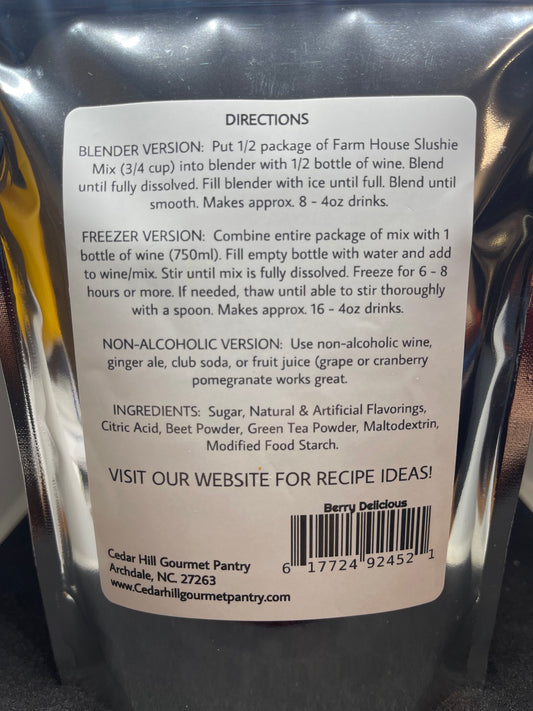 DIRECTIONS
BLENDER VERSION: Put 1/2 package of Farm House Slushie
Mix (3/4 cup) into blender with 1/2 bottle of wine. Blend
until fully dissolved. Fill blender with ice until full. Blend until
smooth. Makes approx. 8 - 4oz drinks.
FREEZER VERSION: Combine entire package of mix with 1
bottle of wine (750ml). Fill empty bottle with water and add
to wine/mix. Stir until mix is fully dissolved. Freeze for 6 - 8
hours or more. If needed, thaw until able to stir thoroughly
with a spoon. Makes approx. 16 - 4oz drinks.
NON-ALCOHOLIC VERSION: Use non-alcoholic wine,
ginger ale, club soda, or fruit juice (grape or cranberry
pomegranate works great.
INGREDIENTS: Sugar, Natural & Artificial Flavorings,
Citric Acid, Beet Powder, Green Tea Powder, Maltodextrin,
Modified Food Starch.
VISIT OUR WEBSITE FOR RECIPE IDEAS!
Berry Delicious
6 17724 92452 1
Cedar Hill Gourmet Pantry
Archdale, NC. 27263
www.Cedarhillgourmetpantry.com